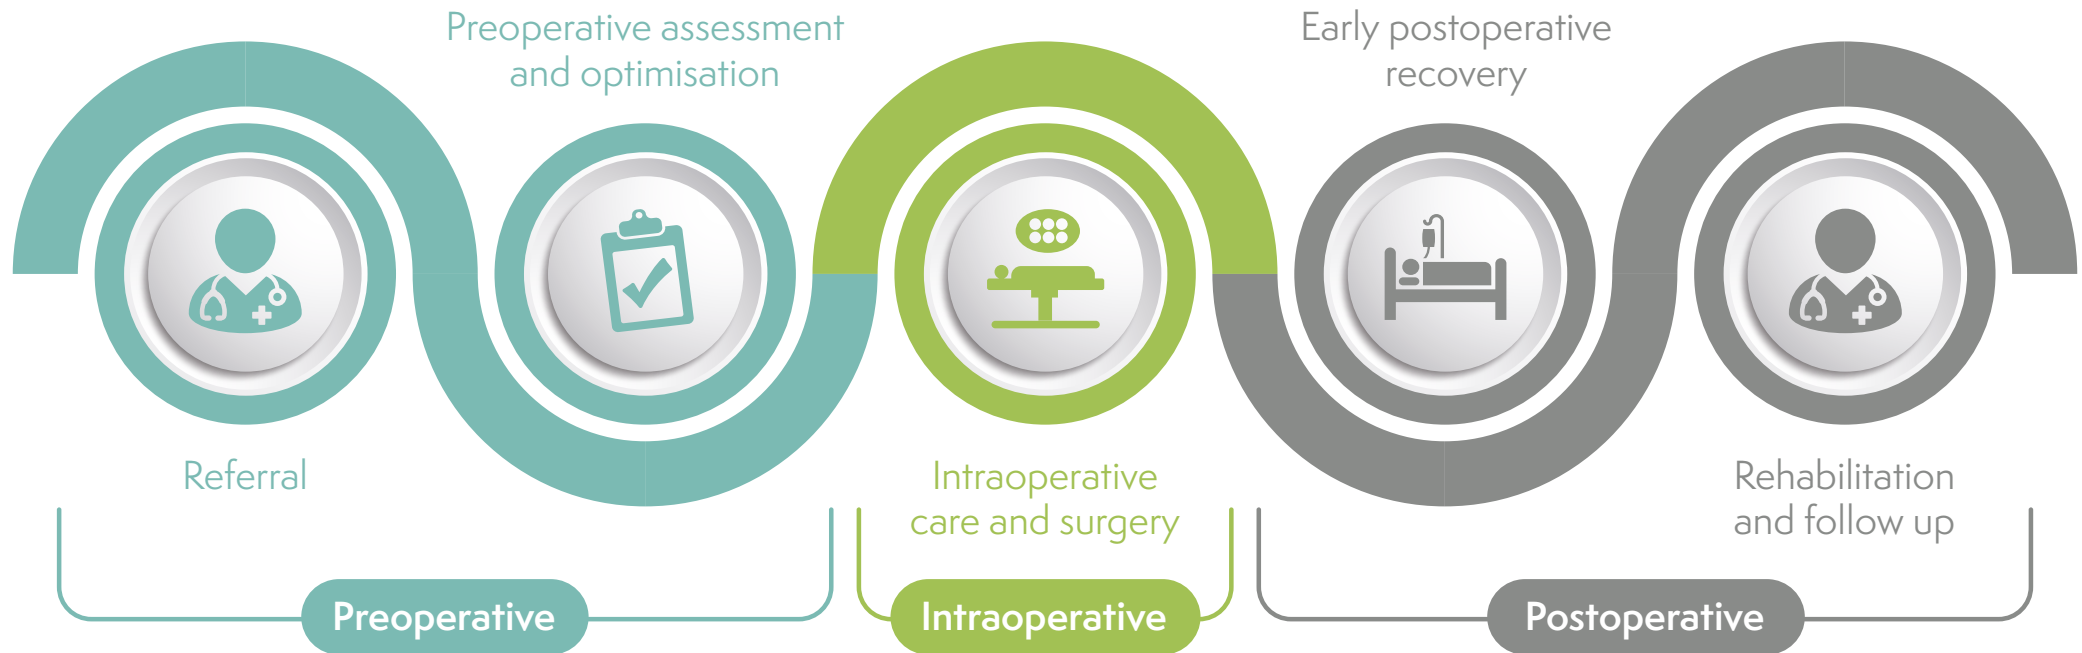 Preoperative assessment
and optimisation
Early postoperative
recovery
Referral
Intraoperative
care and surgery
Rehabilitation
and follow up
Preoperative
Intraoperative
Postoperative